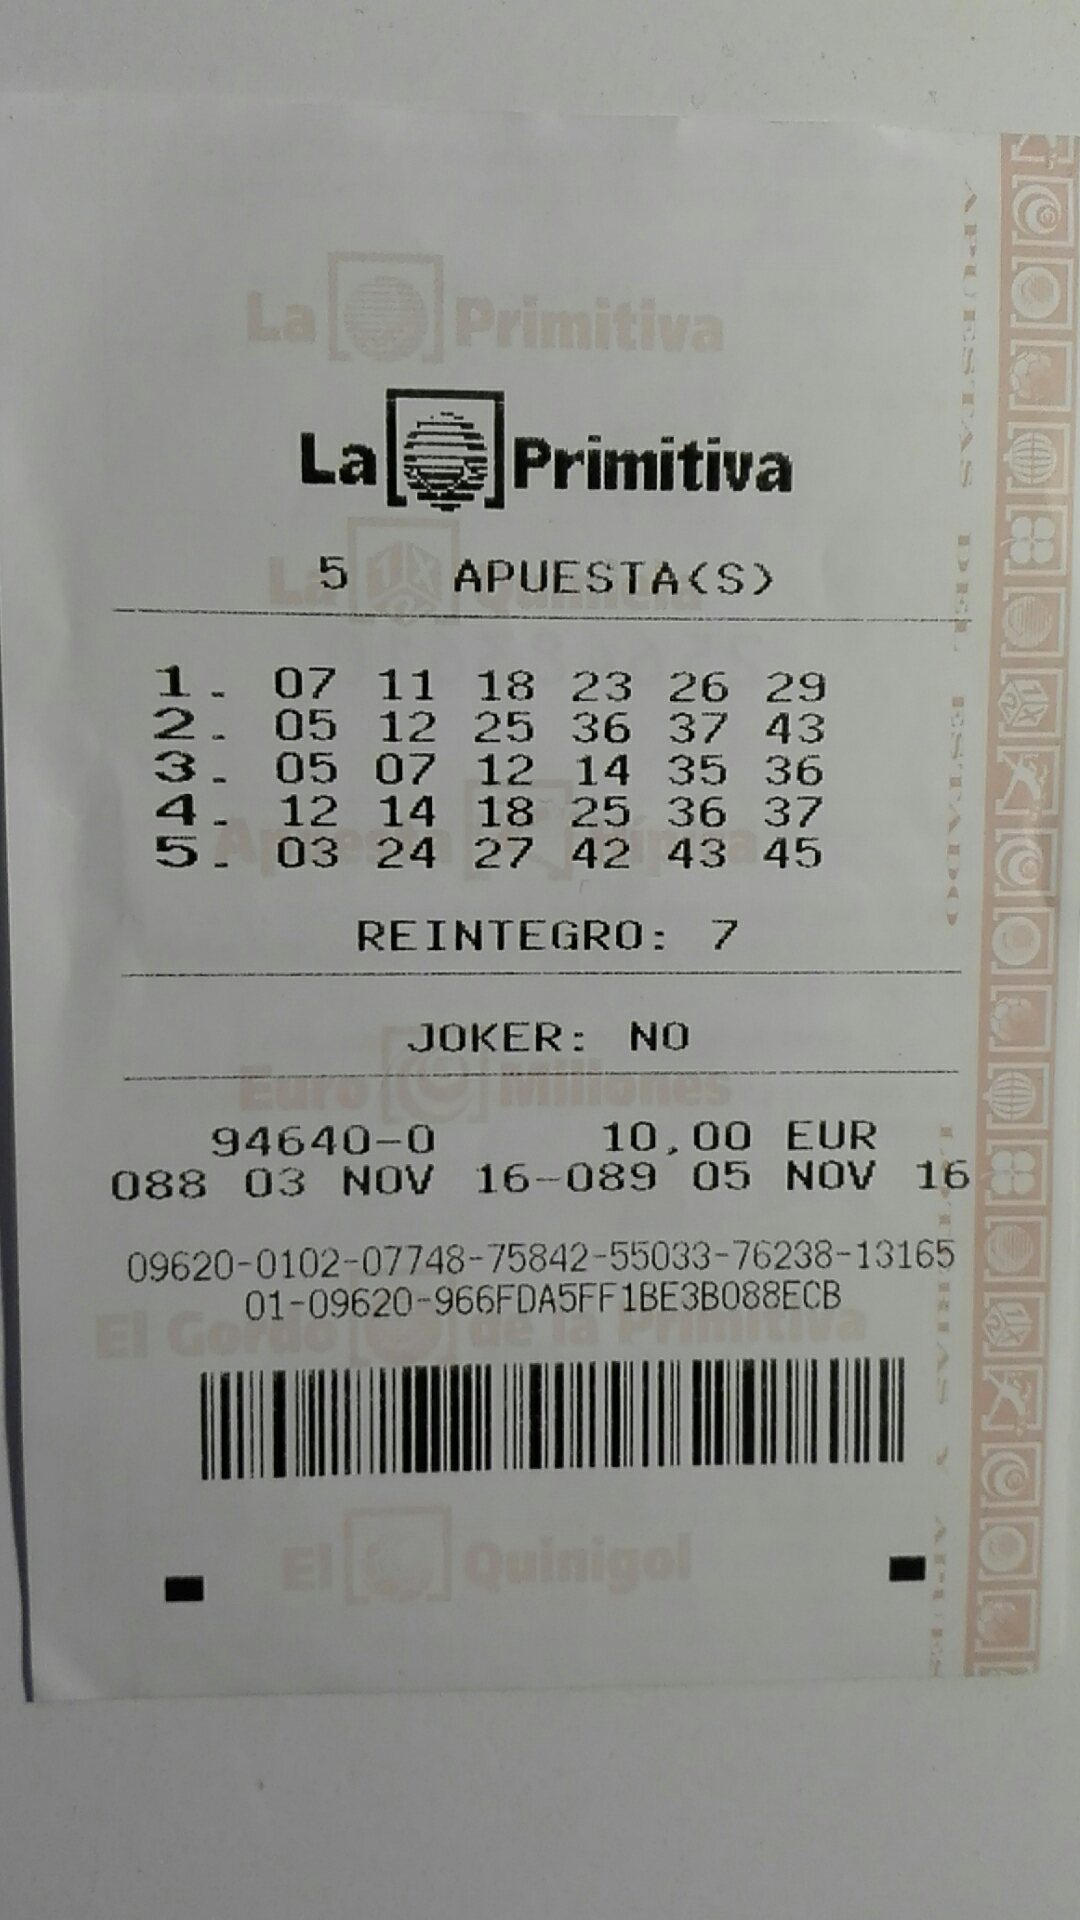 La Primitiva
La Primitiva
La Quiniela
5 APUESTA(S)
1. 07 11 18 23 26 29
2. 05 12 25 36 37 43
3. 05 07 12 14 35 36
4. 12 14 18 25 36 37
5. 03 24 27 42 43 45
REINTEGRO: 7
JOKER: NO
Euro Millones
94640-0 10,00 EUR
088 03 NOV 16-089 05 NOV 16
09620-0102-07748-75842-55033-76238-13165
01-09620-966FDA5FF1BE3B088ECB
El Gordo de la Primitiva
El Quinigol
APUESTAS DEL ESTADO